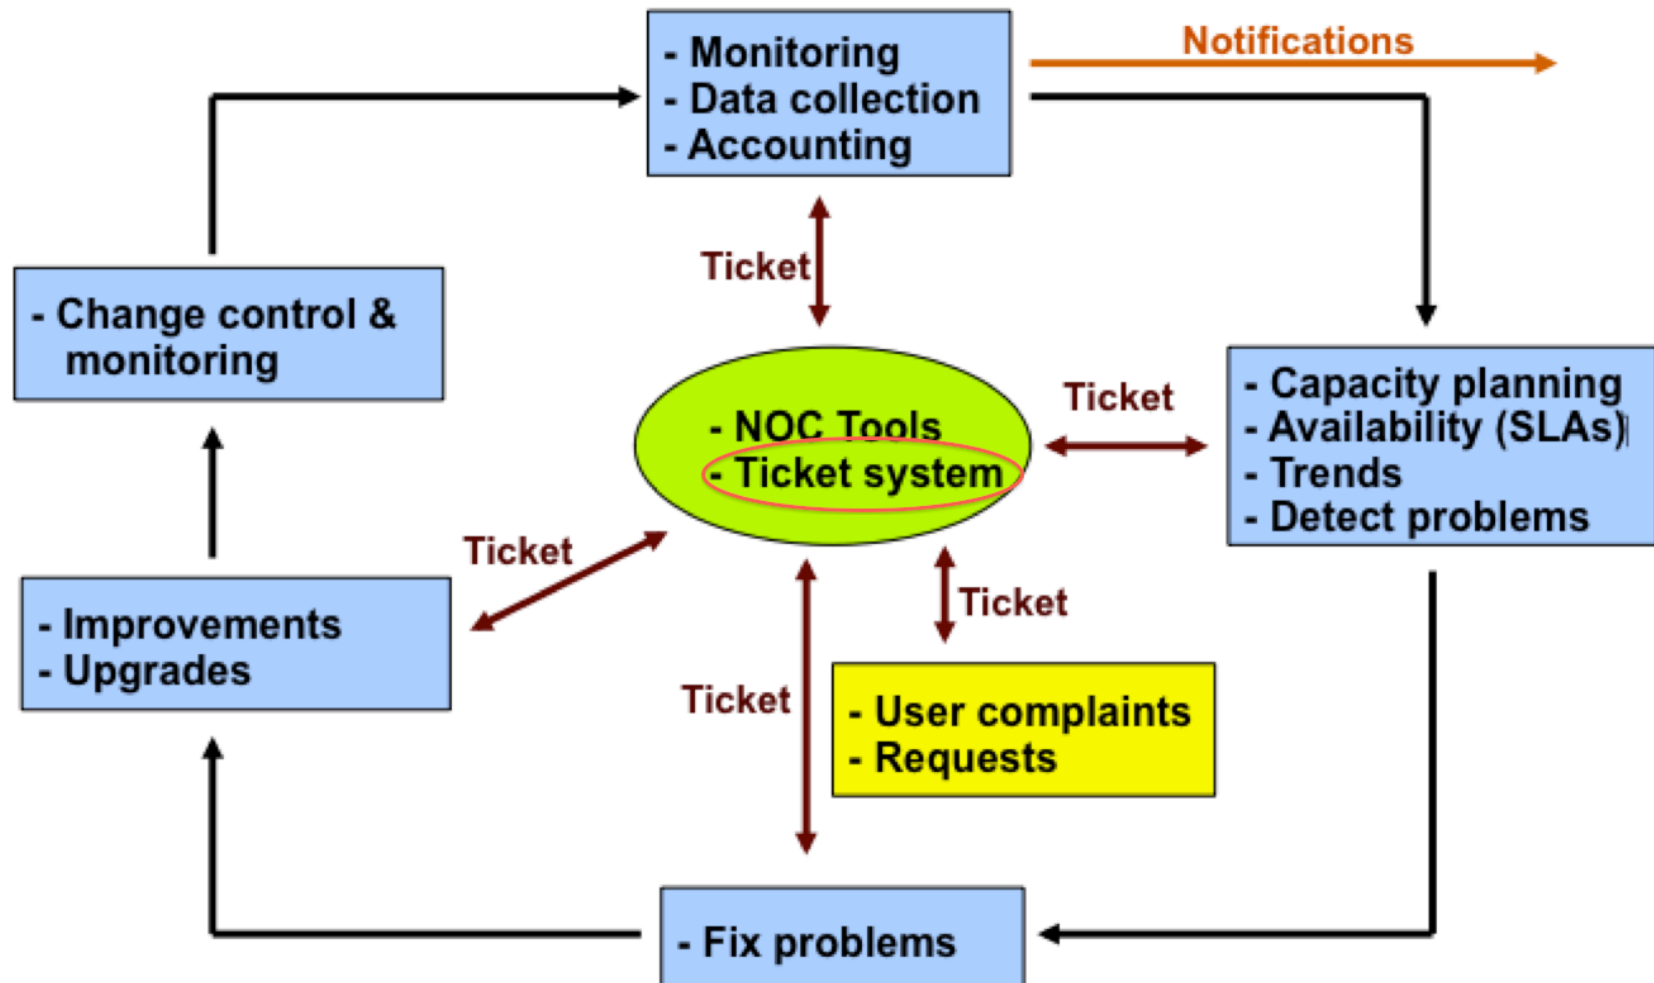 - Monitoring
- Data collection
- Accounting
Notifications
Ticket
- Change control &
monitoring
- NOC Tools
- Ticket system
Ticket
- Capacity planning
- Availability (SLAs)
- Trends
- Detect problems
Ticket
- Improvements
- Upgrades
Ticket
Ticket
- User complaints
- Requests
- Fix problems